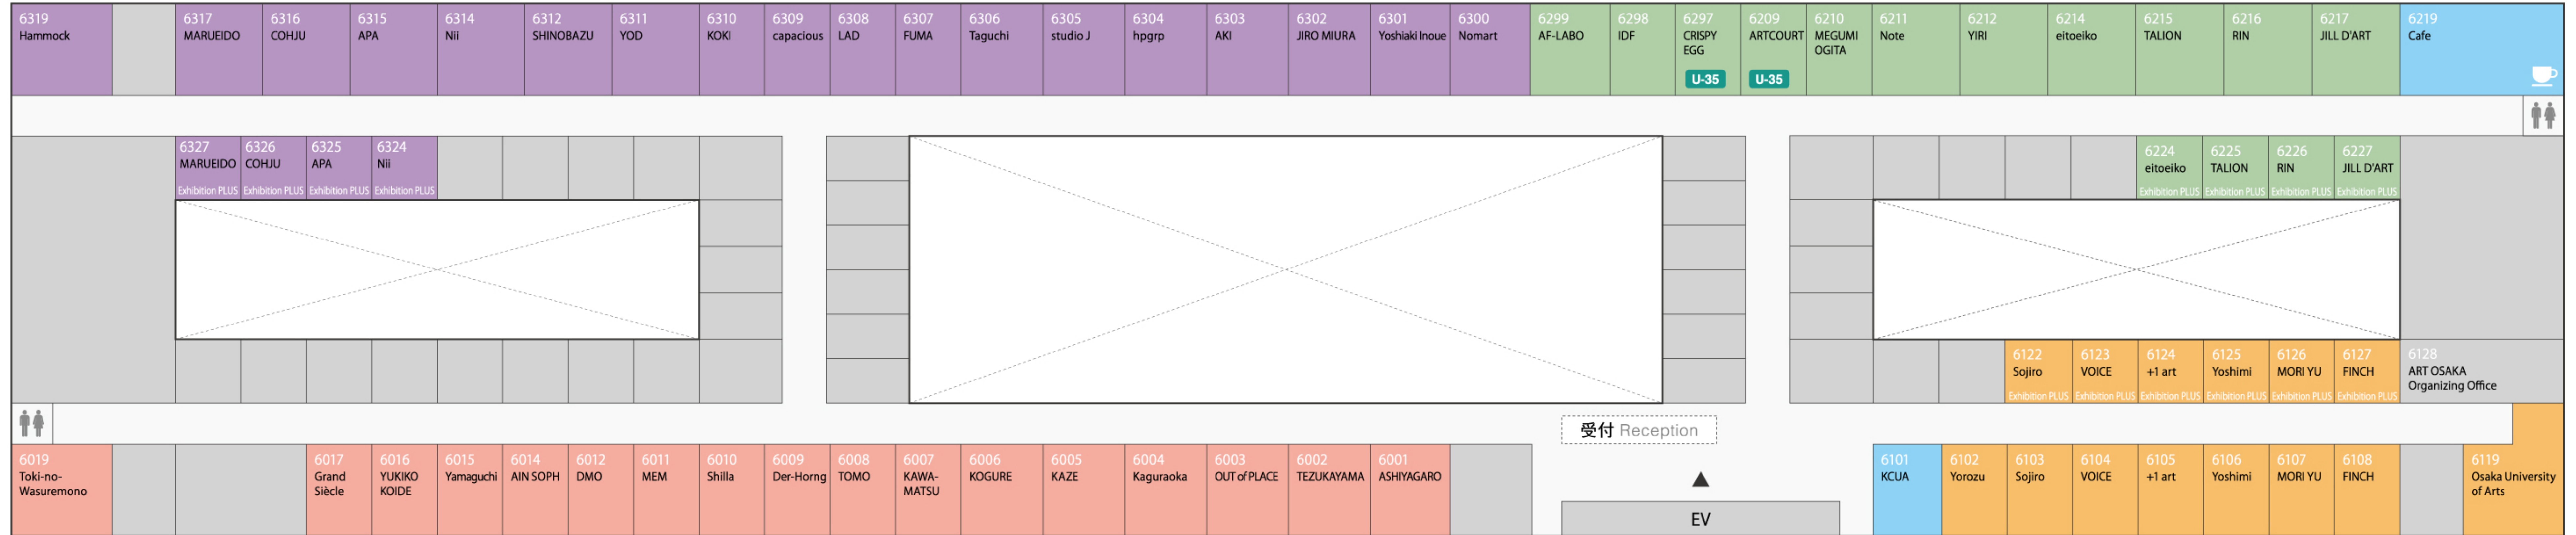 6319
Hammock
6317
MARUEIDO
6316
COHJU
6315
APA
6314
Nii
6312
SHINOBAZU
6311
YOD
6310
KOKI
6309
capacious
6308
LAD
6307
FUMA
6306
Taguchi
6305
studio J
6304
hpgrp
6303
AKI
6302
JIRO MIURA
6301
Yoshiaki Inoue
6300
Nomart
6299
AF-LABO
6298
IDF
6297
CRISPY
EGG
U-35
6209
ARTCOURT
U-35
6210
MEGUMI
OGITA
6211
Note
6212
YIRI
6214
eitoeiko
6215
TALION
6216
RIN
6217
JILL D'ART
6219
Cafe
6327
MARUEIDO
Exhibition PLUS
6326
COHJU
Exhibition PLUS
6325
APA
Exhibition PLUS
6324
Nii
Exhibition PLUS
6224
eitoeiko
Exhibition PLUS
6225
TALION
Exhibition PLUS
6226
RIN
Exhibition PLUS
6227
JILL D'ART
Exhibition PLUS
6122
Sojiro
Exhibition PLUS
6123
VOICE
Exhibition PLUS
6124
+1 art
Exhibition PLUS
6125
Yoshimi
Exhibition PLUS
6126
MORI YU
Exhibition PLUS
6127
FINCH
Exhibition PLUS
6128
ART OSAKA
Organizing Office
受付 Reception
6019
Toki-no-
Wasuremono
6017
Grand
Siècle
6016
YUKIKO
KOIDE
6015
Yamaguchi
6014
AIN SOPH
6012
DMO
6011
MEM
6010
Shilla
6009
Der-Horng
6008
TOMO
6007
KAWA-
MATSU
6006
KOGURE
6005
KAZE
6004
Kaguraoka
6003
OUT of PLACE
6002
TEZUKAYAMA
6001
ASHIYAGARO
EV
6101
KCUA
6102
Yorozu
6103
Sojiro
6104
VOICE
6105
+1 art
6106
Yoshimi
6107
MORI YU
6108
FINCH
6119
Osaka University
of Arts